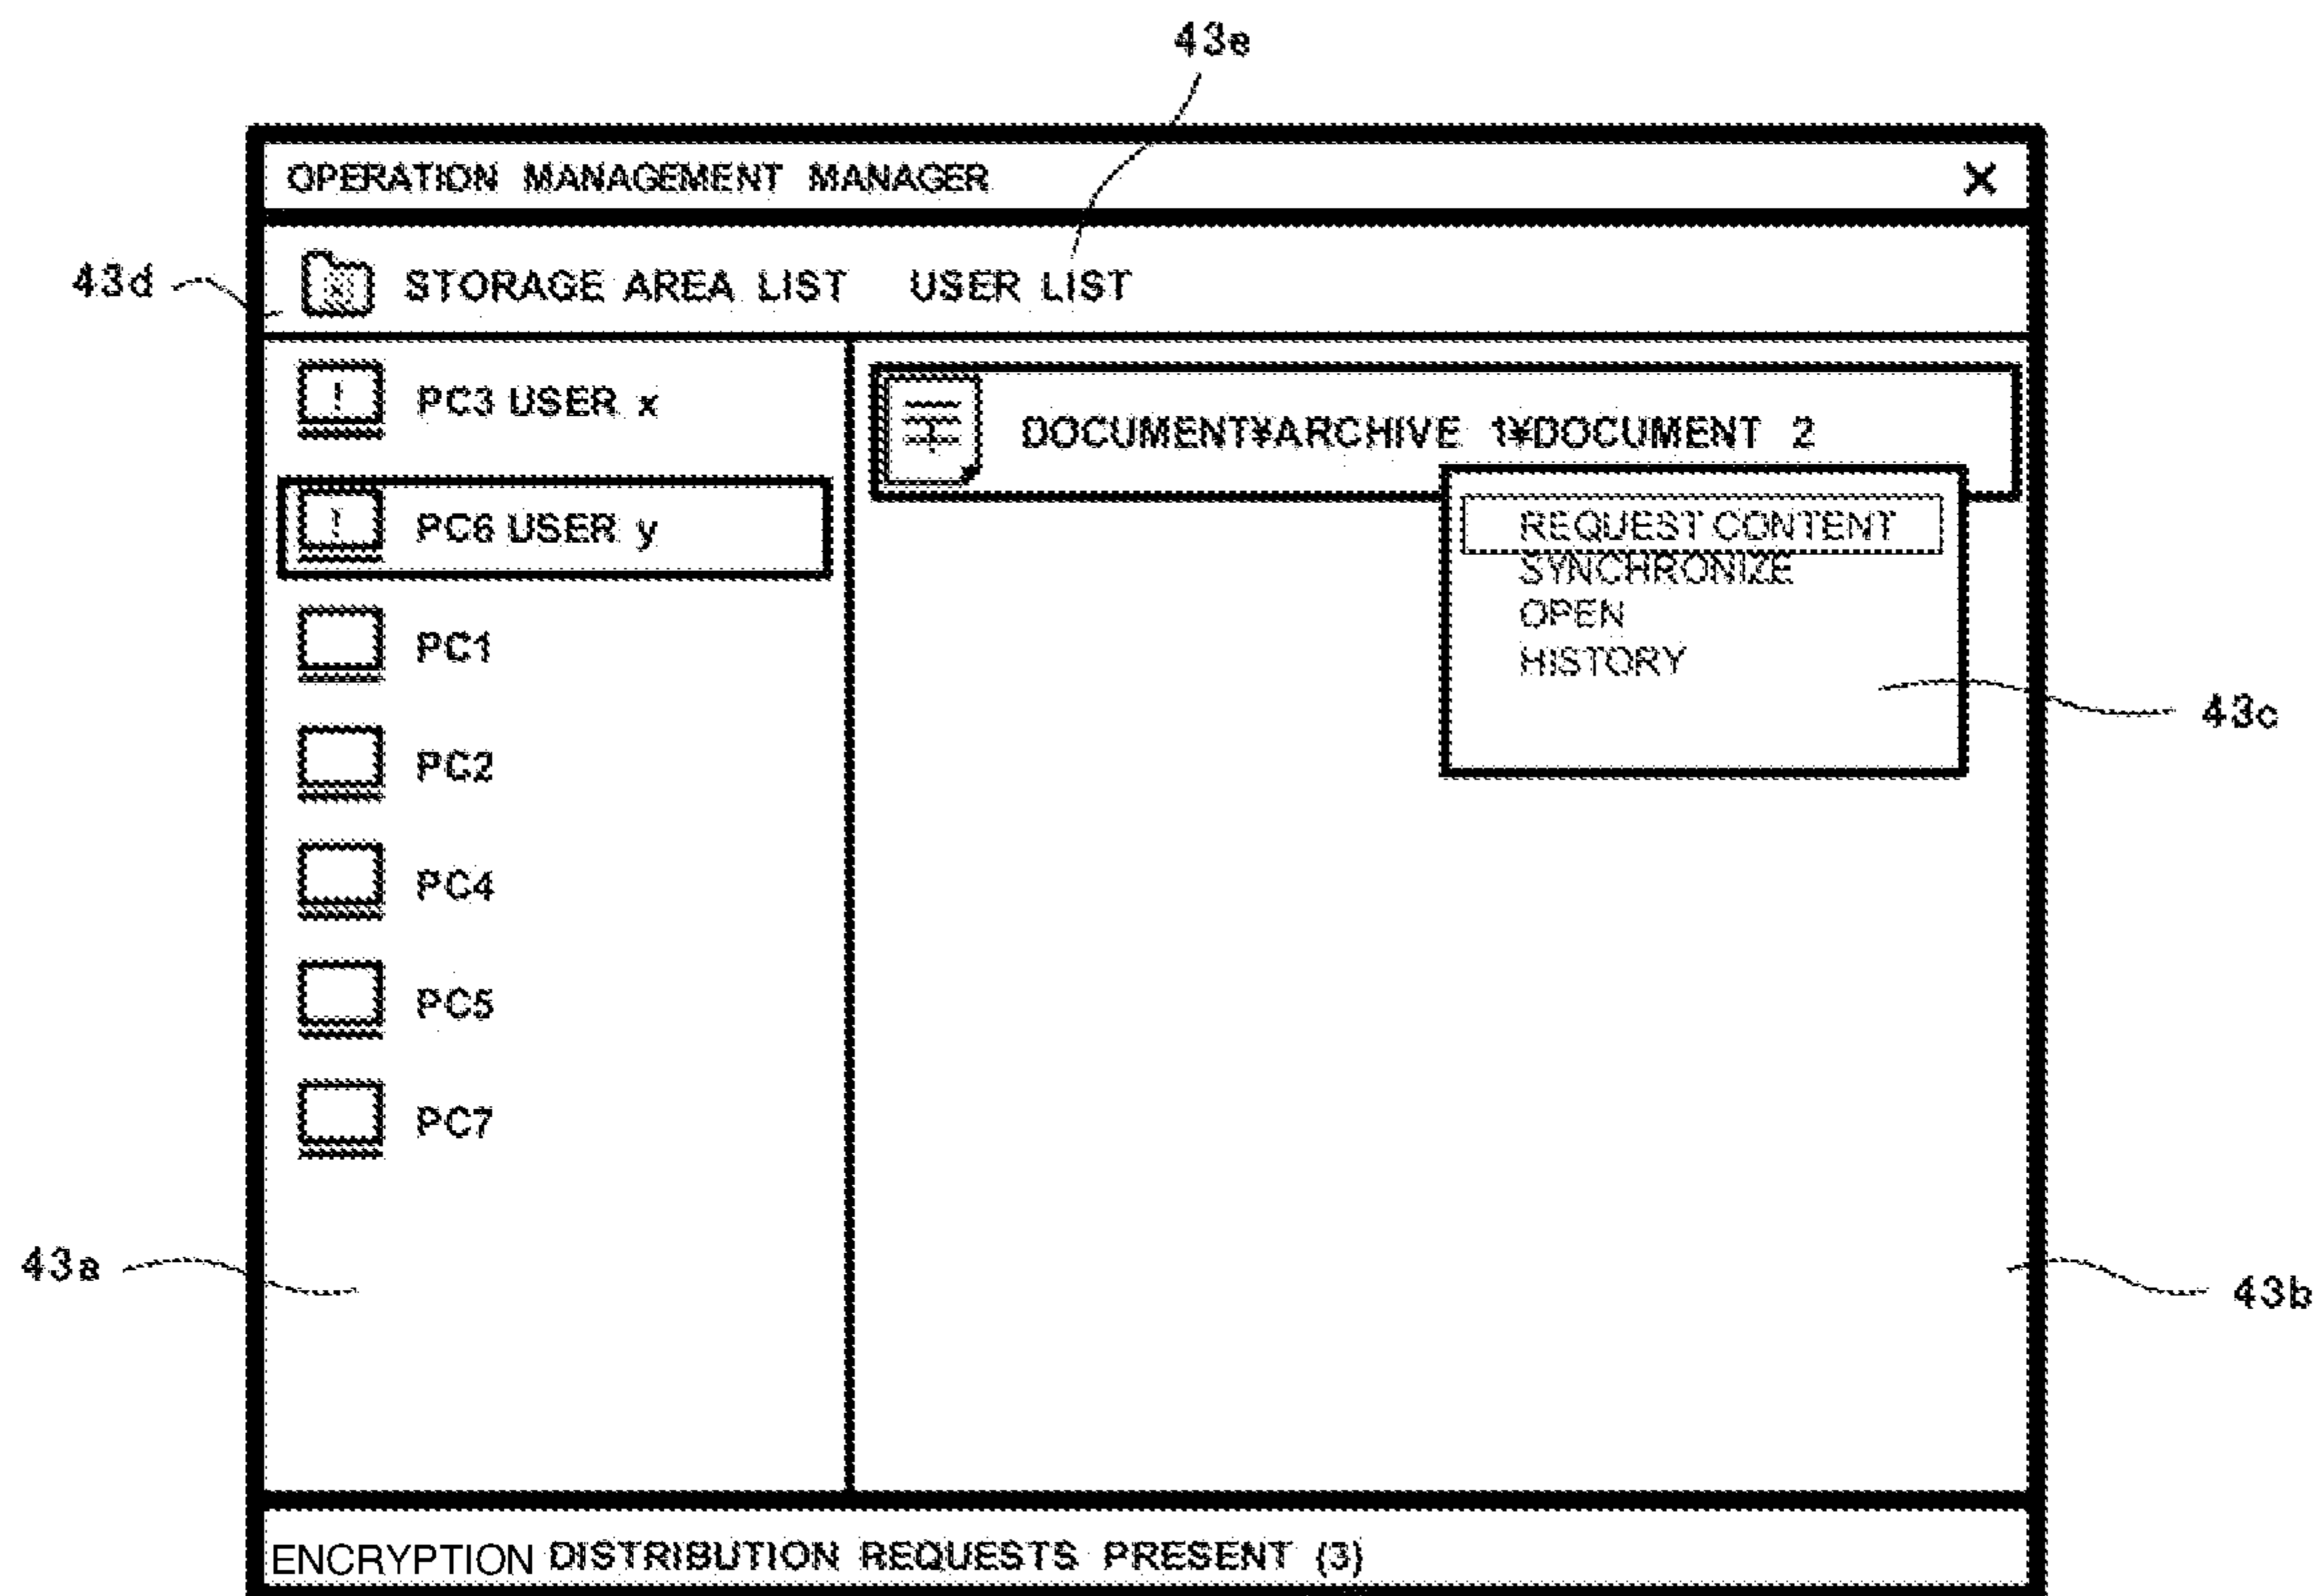 43e
OPERATION MANAGEMENT MANAGER ×
43d
STORAGE AREA LIST USER LIST
! PC3 USER x
DOCUMENT¥ARCHIVE 1¥DOCUMENT 2
! PC6 USER y
REQUEST CONTENT
SYNCHRONIZE
OPEN
HISTORY
43c
PC1
PC2
PC4
PC5
PC7
43a
43b
ENCRYPTION DISTRIBUTION REQUESTS PRESENT (3)